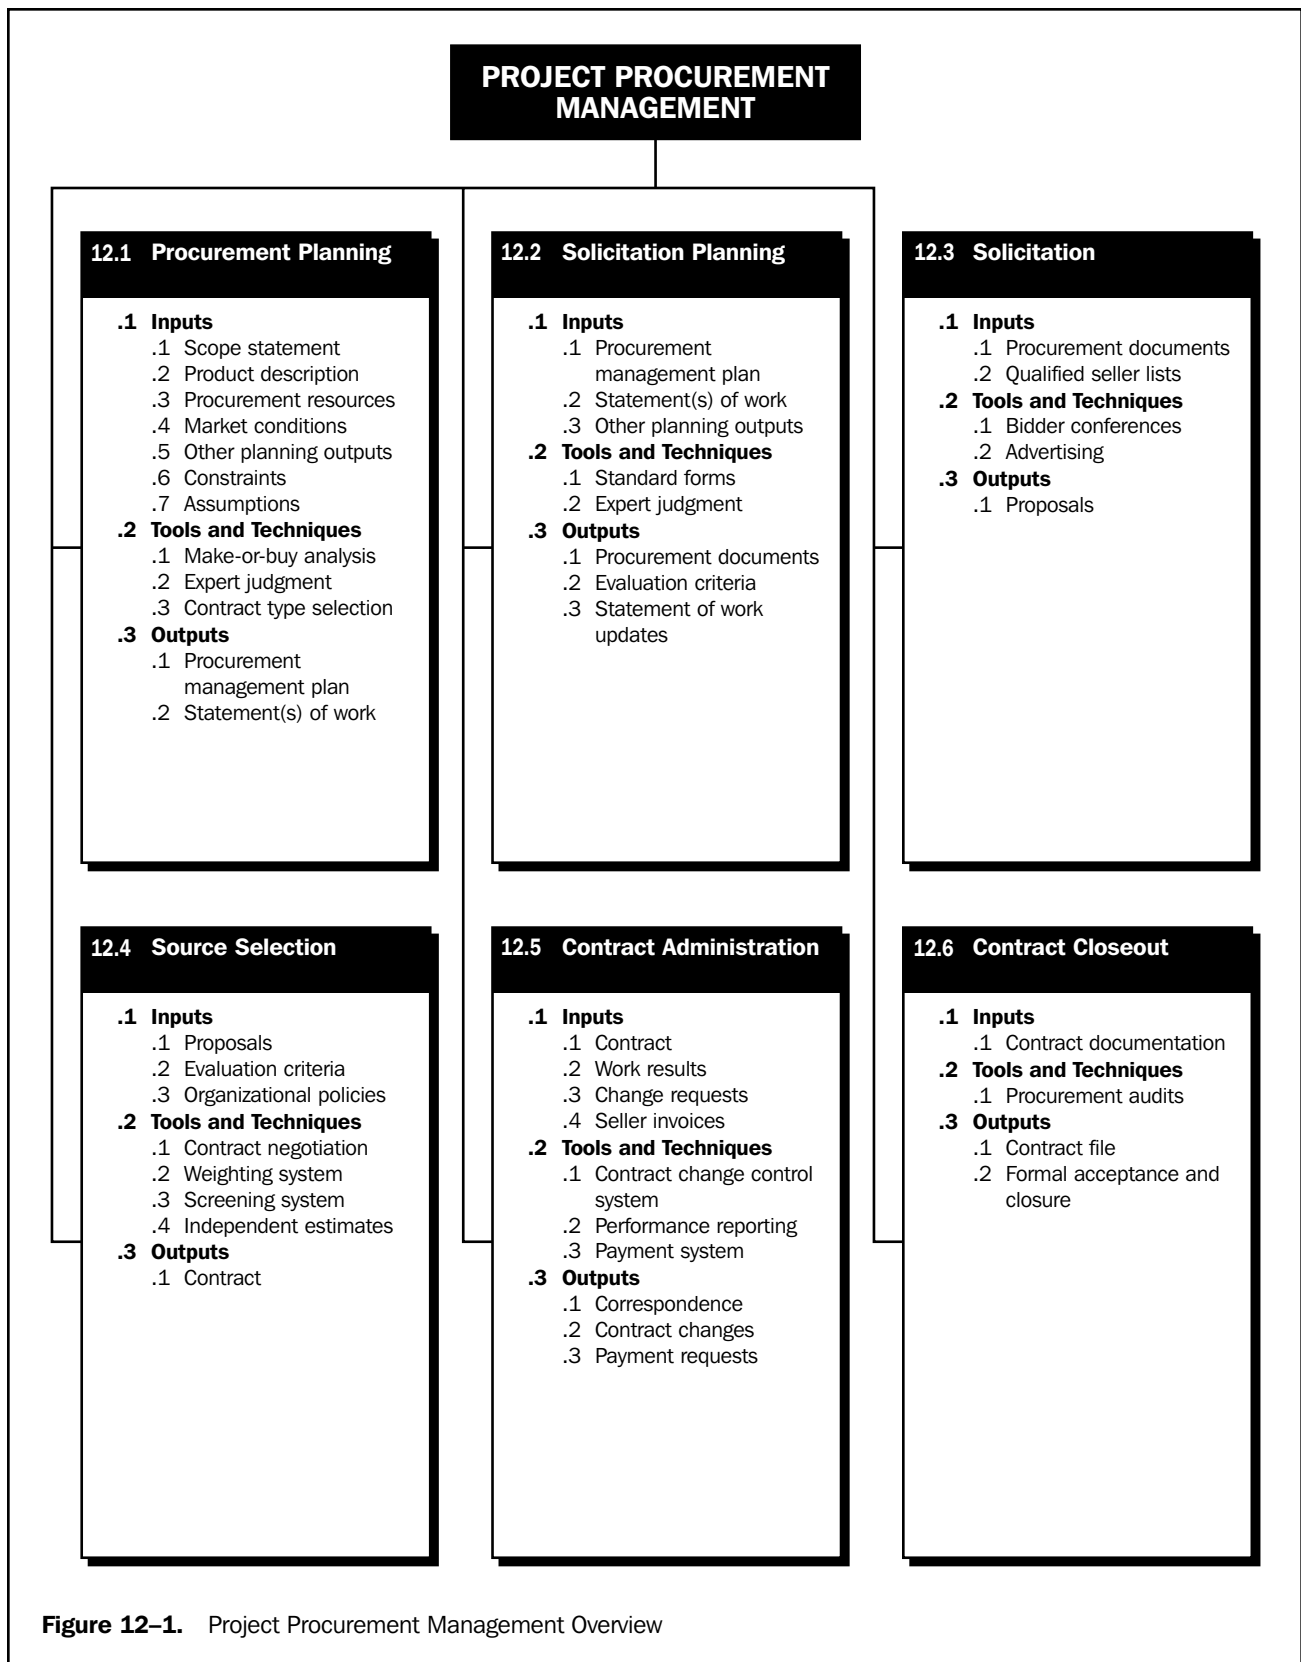 PROJECT PROCUREMENT
MANAGEMENT
12.1 Procurement Planning
.1 Inputs
.1 Scope statement
.2 Product description
.3 Procurement resources
.4 Market conditions
.5 Other planning outputs
.6 Constraints
.7 Assumptions
.2 Tools and Techniques
.1 Make-or-buy analysis
.2 Expert judgment
.3 Contract type selection
.3 Outputs
.1 Procurement
management plan
.2 Statement(s) of work
12.2 Solicitation Planning
.1 Inputs
.1 Procurement
management plan
.2 Statement(s) of work
.3 Other planning outputs
.2 Tools and Techniques
.1 Standard forms
.2 Expert judgment
.3 Outputs
.1 Procurement documents
.2 Evaluation criteria
.3 Statement of work
updates
12.3 Solicitation
.1 Inputs
.1 Procurement documents
.2 Qualified seller lists
.2 Tools and Techniques
.1 Bidder conferences
.2 Advertising
.3 Outputs
.1 Proposals
12.4 Source Selection
.1 Inputs
.1 Proposals
.2 Evaluation criteria
.3 Organizational policies
.2 Tools and Techniques
.1 Contract negotiation
.2 Weighting system
.3 Screening system
.4 Independent estimates
.3 Outputs
.1 Contract
12.5 Contract Administration
.1 Inputs
.1 Contract
.2 Work results
.3 Change requests
.4 Seller invoices
.2 Tools and Techniques
.1 Contract change control
system
.2 Performance reporting
.3 Payment system
.3 Outputs
.1 Correspondence
.2 Contract changes
.3 Payment requests
12.6 Contract Closeout
.1 Inputs
.1 Contract documentation
.2 Tools and Techniques
.1 Procurement audits
.3 Outputs
.1 Contract file
.2 Formal acceptance and
closure
Figure 12–1. Project Procurement Management Overview